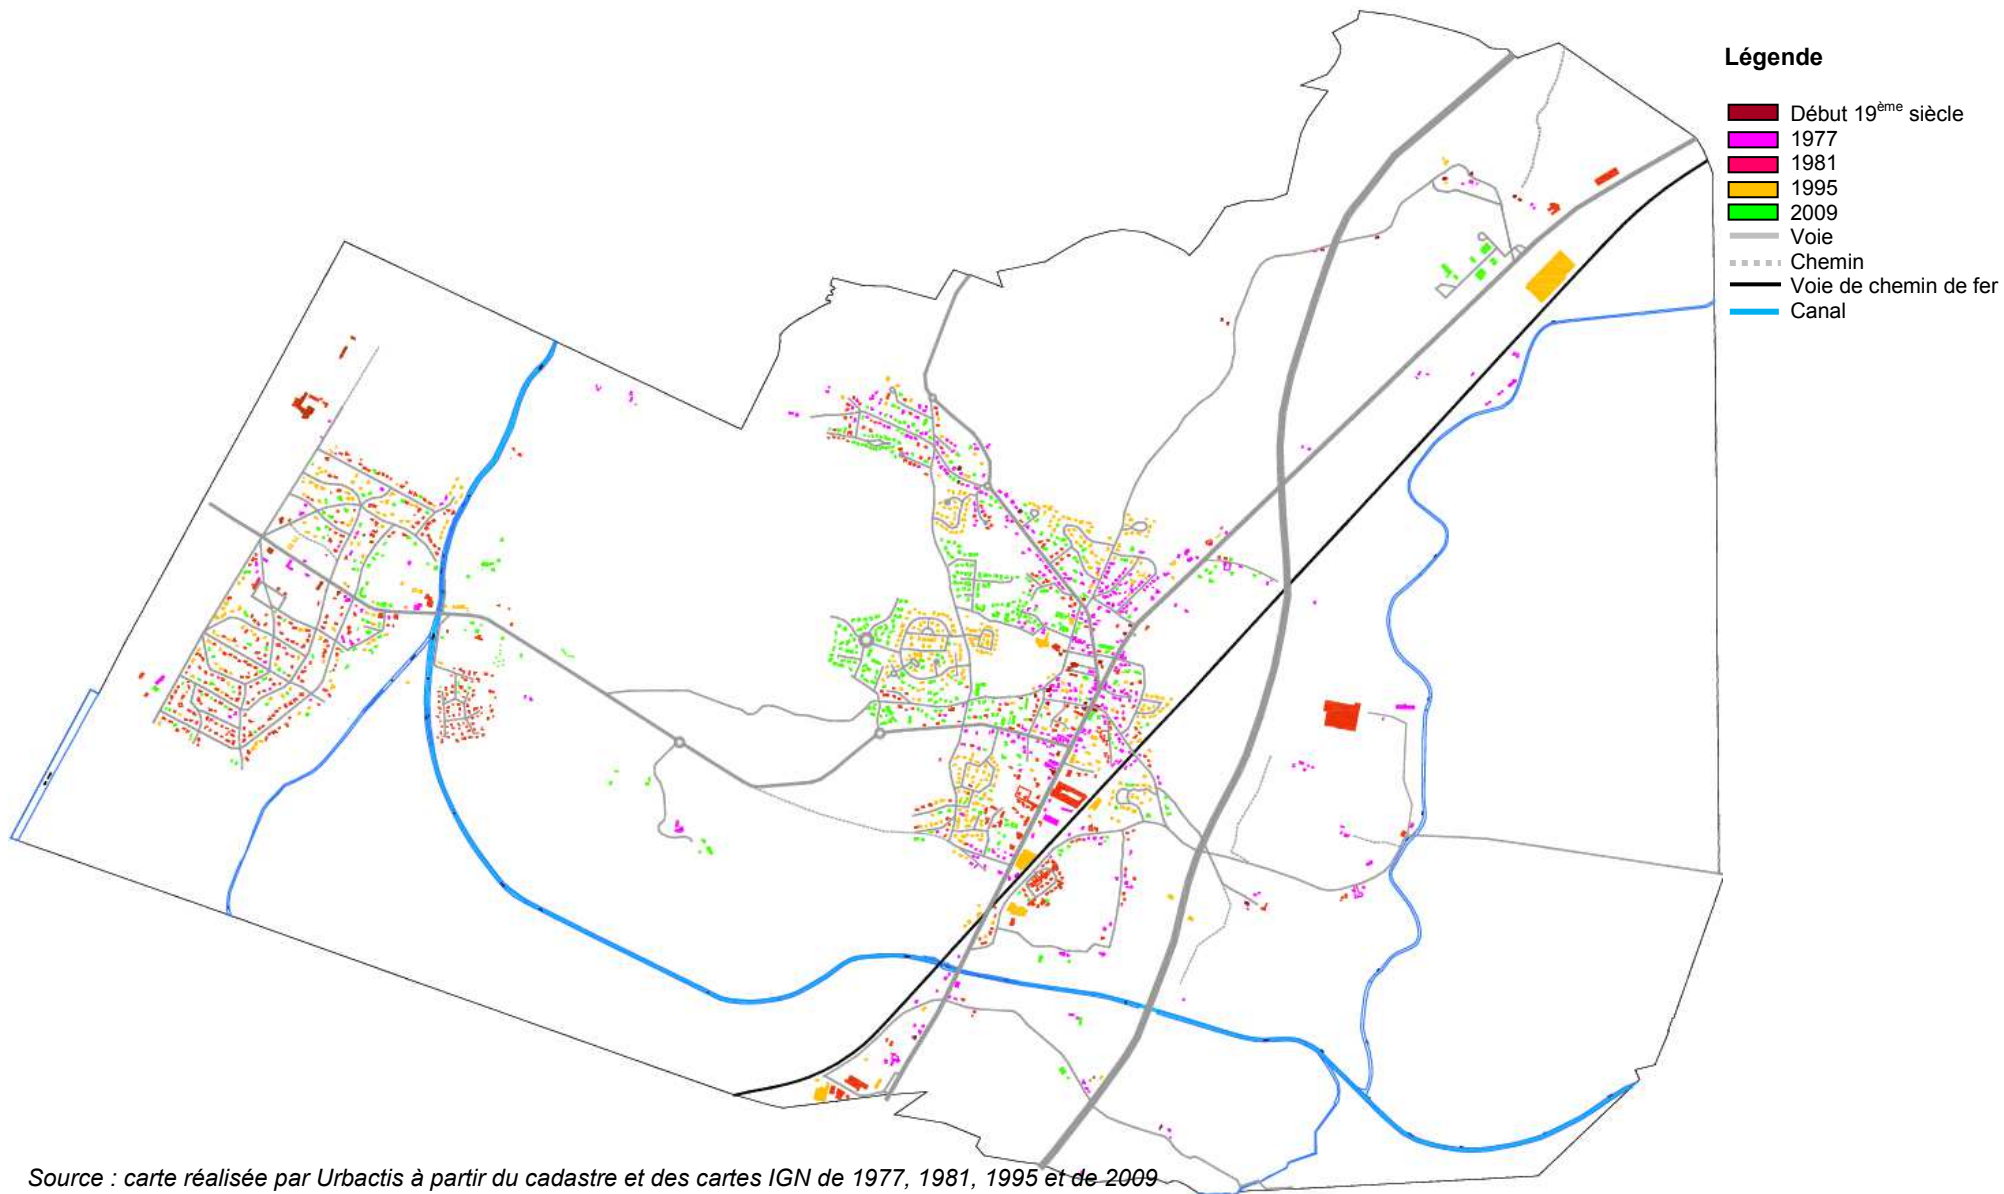 Légende
Début 19ème siècle
1977
1981
1995
2009
Voie
Chemin
Voie de chemin de fer
Canal
Source : carte réalisée par Urbactis à partir du cadastre et des cartes IGN de 1977, 1981, 1995 et de 2009